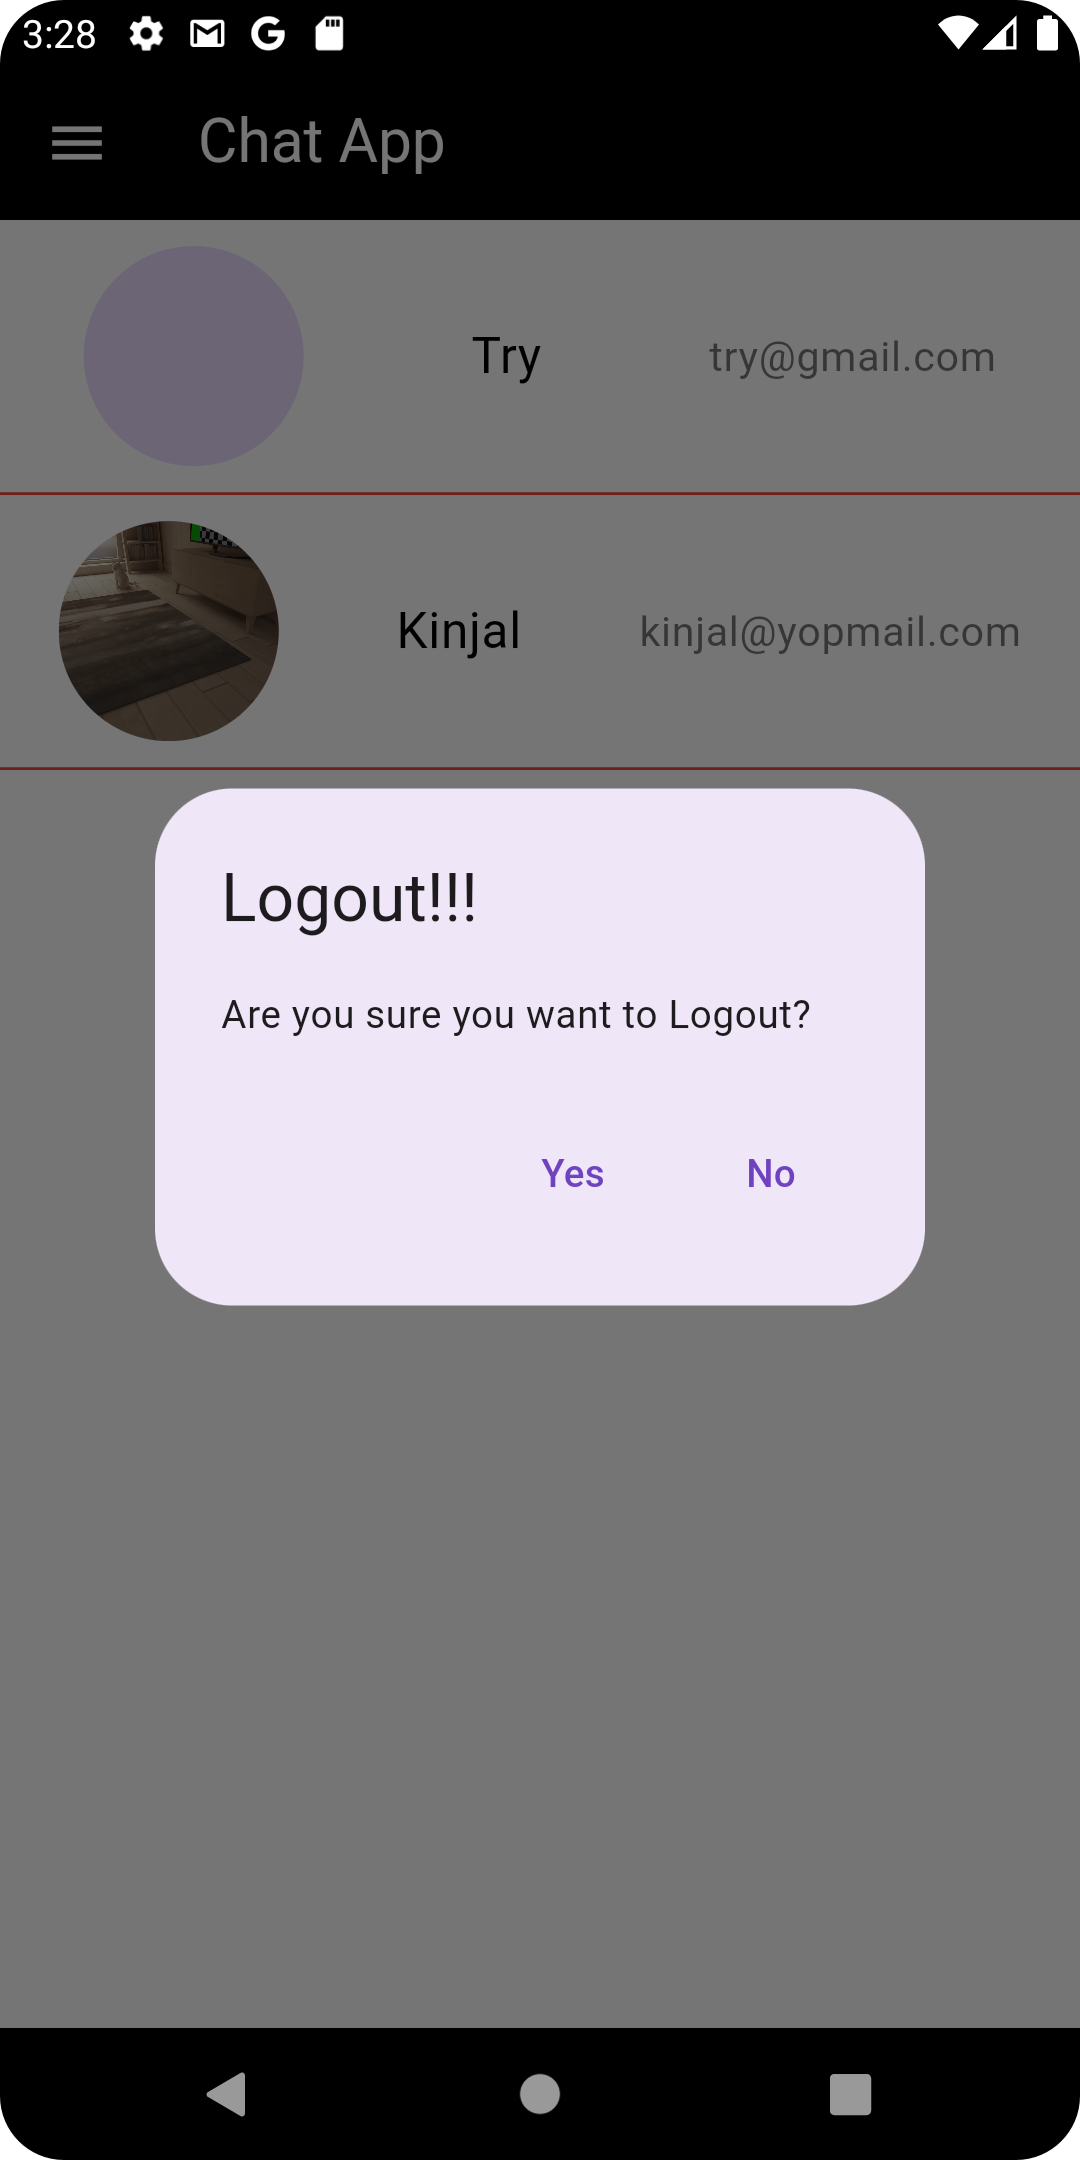 3:28
Chat App
Try try@gmail.com
Kinjal kinjal@yopmail.com
Logout!!!
Are you sure you want to Logout?
Yes No